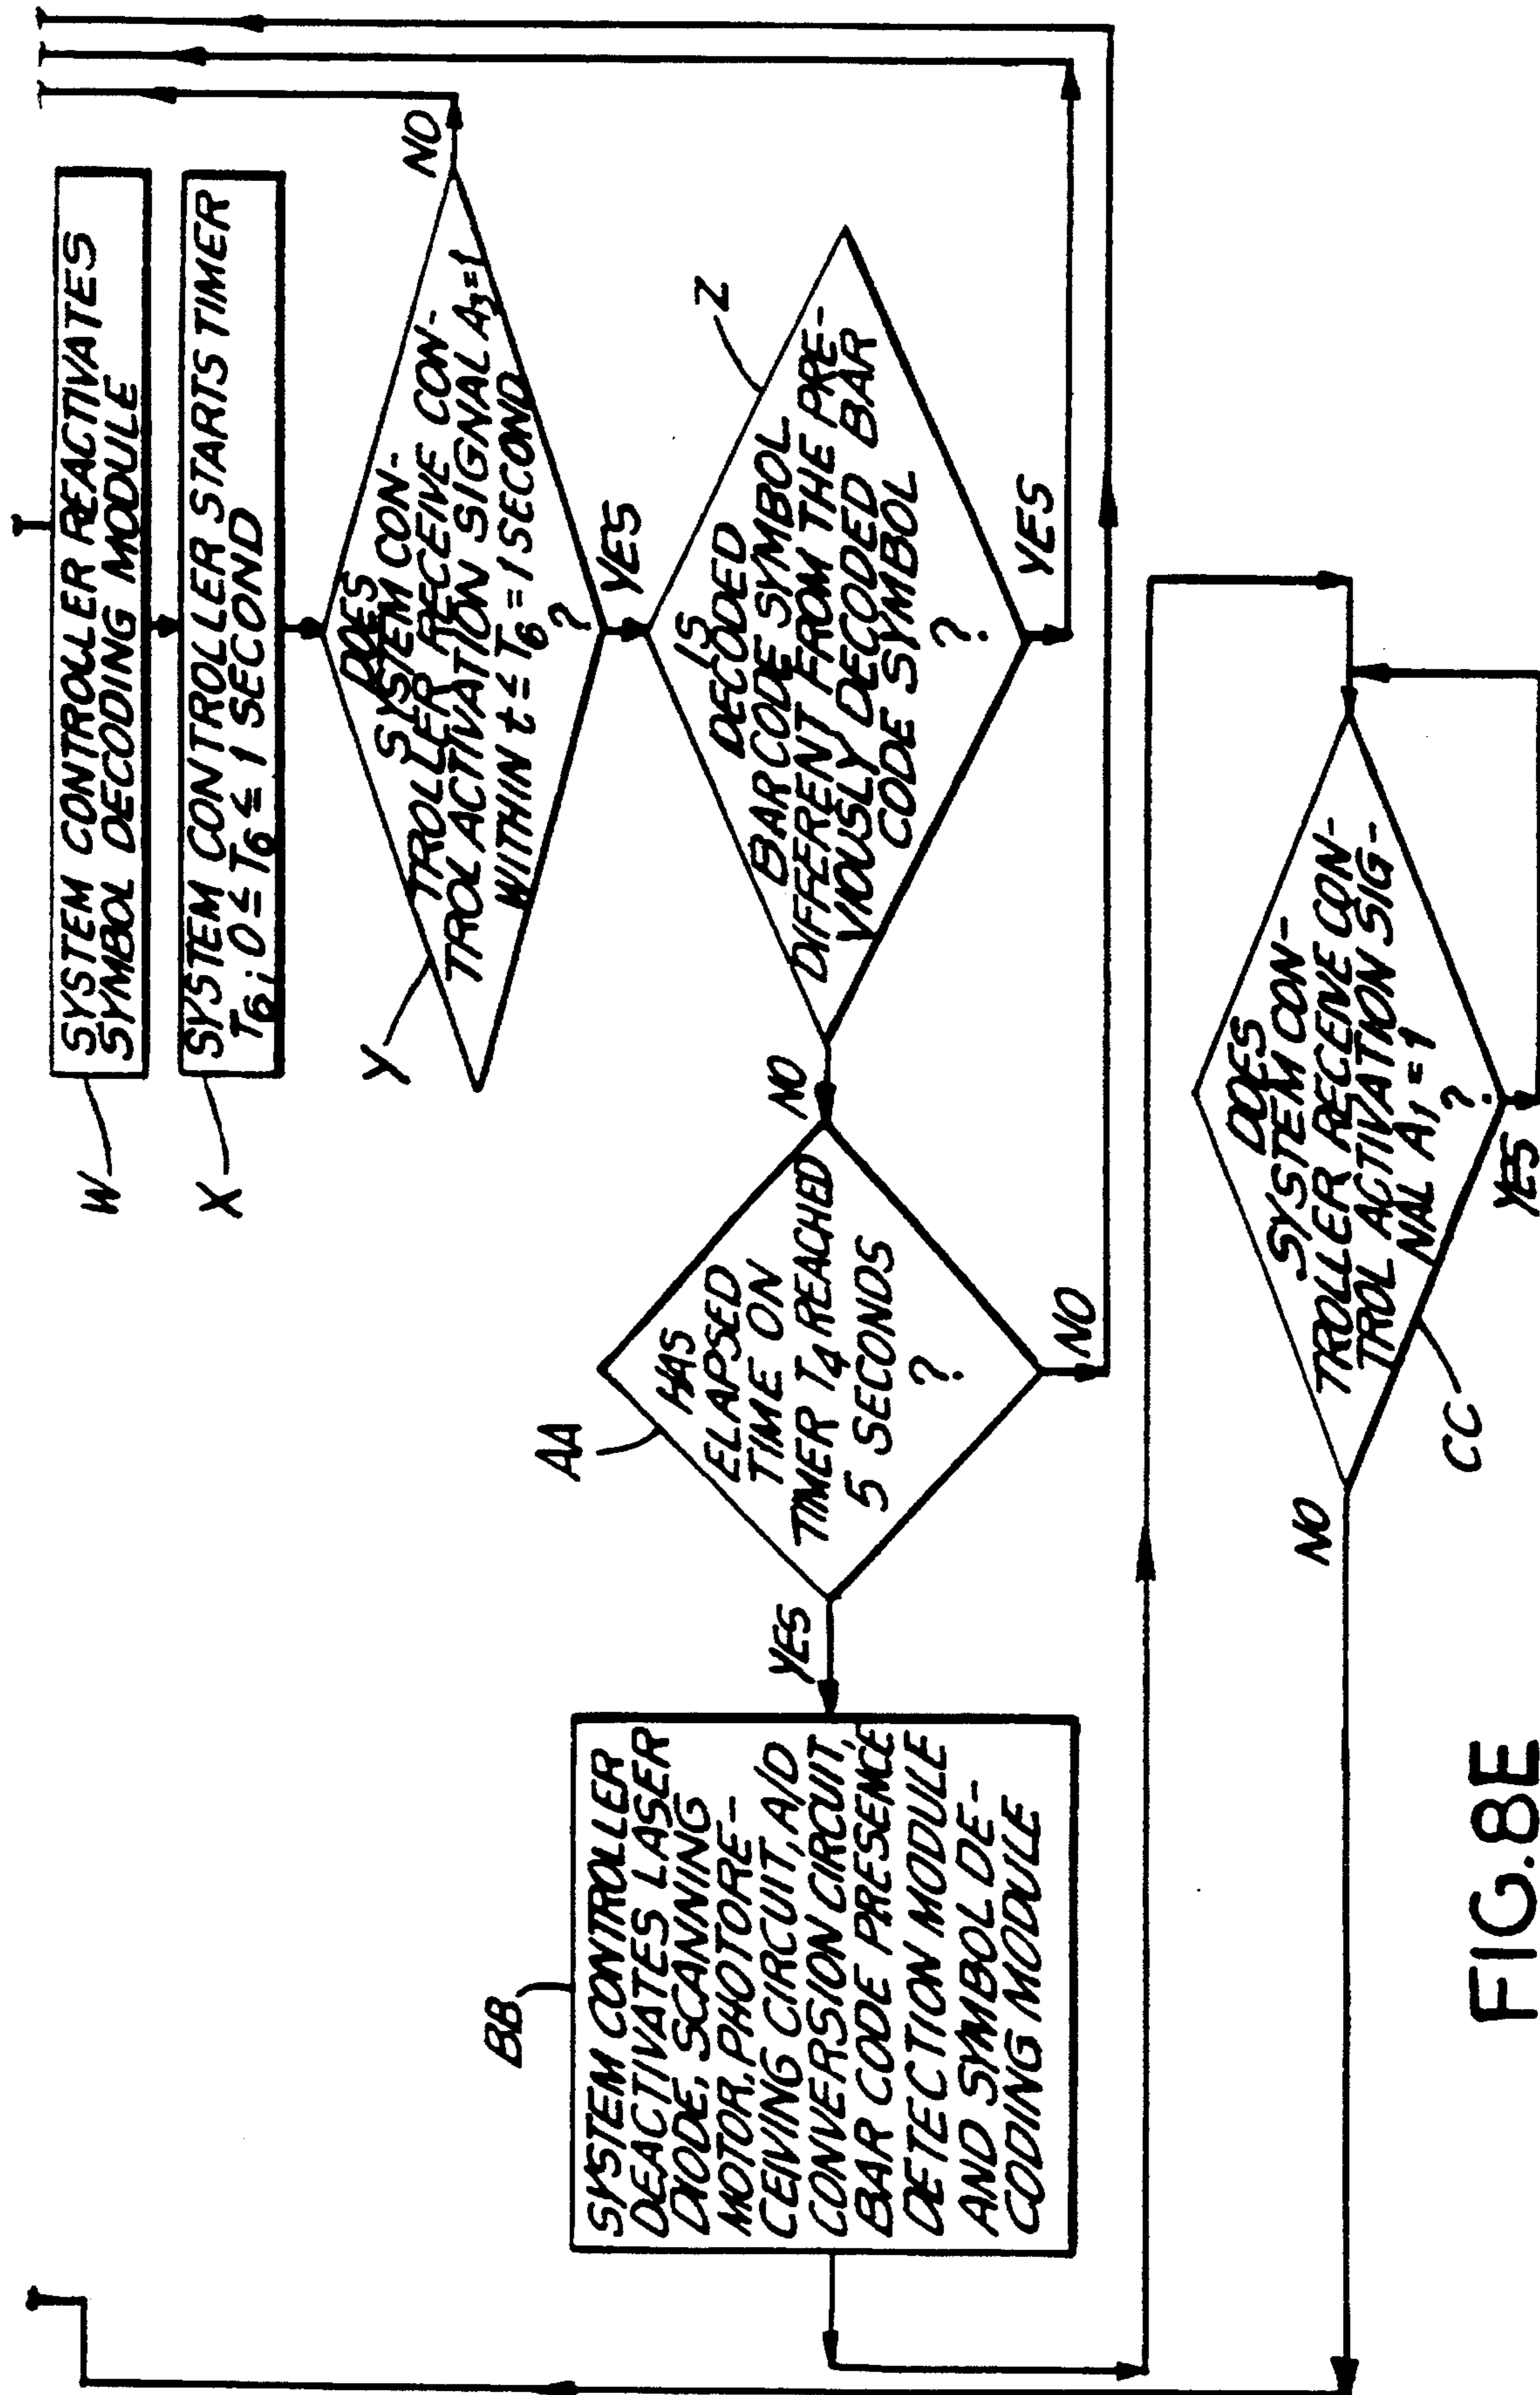 W
SYSTEM CONTROLLER REACTIVATES
SYMBOL DECODING MODULE
X
SYSTEM CONTROLLER STARTS TIMER
T6; 0 ≤ T6 ≤ 1 SECOND
Y
DOES
SYSTEM CON-
TROLLER RECEIVE CON-
TROL ACTIVATION SIGNAL A3=1
WITHIN t ≤ T6 = 1 SECOND
?
NO
YES
Z
IS
DECODED
BAR CODE SYMBOL
DIFFERENT FROM THE PRE-
VIOUSLY DECODED BAR
CODE SYMBOL
?
NO
YES
AA
HAS
ELAPSED
TIME ON
TIMER T4 REACHED
5 SECONDS
?
YES
NO
BB
SYSTEM CONTROLLER
DEACTIVATES LASER
DIODE, SCANNING
MOTOR, PHOTORE-
CEIVING CIRCUIT, A/D
CONVERSION CIRCUIT,
BAR CODE PRESENCE
DETECTION MODULE
AND SYMBOL DE-
CODING MODULE
DOES
SYSTEM CON-
TROLLER RECEIVE CON-
TROL ACTIVATION SIG-
NAL A1 = 1
?
NO
YES
CC
FIG.8E